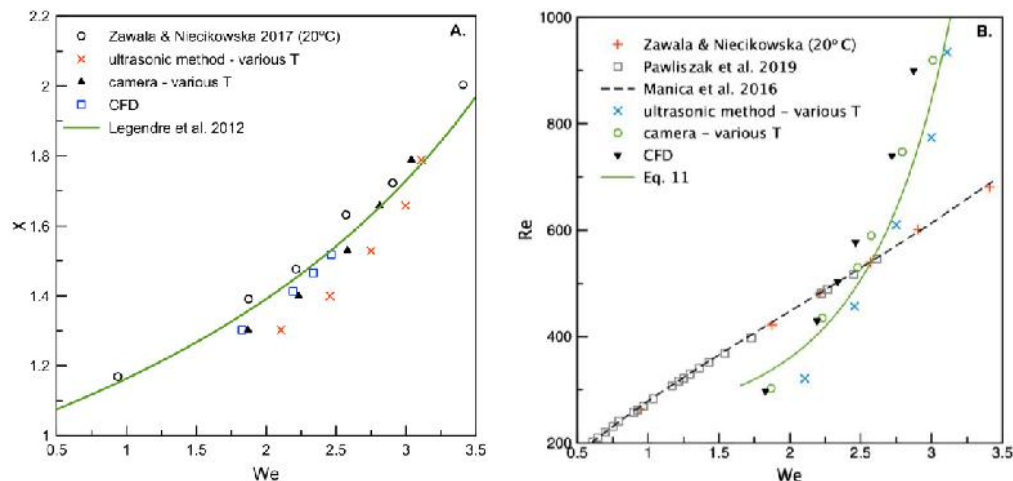 A.
Zawala & Niecikowska 2017 (20°C)
ultrasonic method - various T
camera - various T
CFD
Legendre et al. 2012
2.2
2
1.8
1.6
1.4
1.2
1
X
0.5
1
1.5
2
2.5
3
3.5
We
B.
Zawala & Niecikowska (20° C)
Pawliszak et al. 2019
Manica et al. 2016
ultrasonic method - various T
camera - various T
CFD
Eq. 11
1000
800
600
400
200
Re
0.5
1
1.5
2
2.5
3
3.5
We